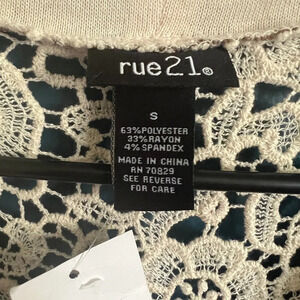 rue21®
S
63%POLYESTER
33%RAYON
4%SPANDEX
MADE IN CHINA
RN 70829
SEE REVERSE
FOR CARE